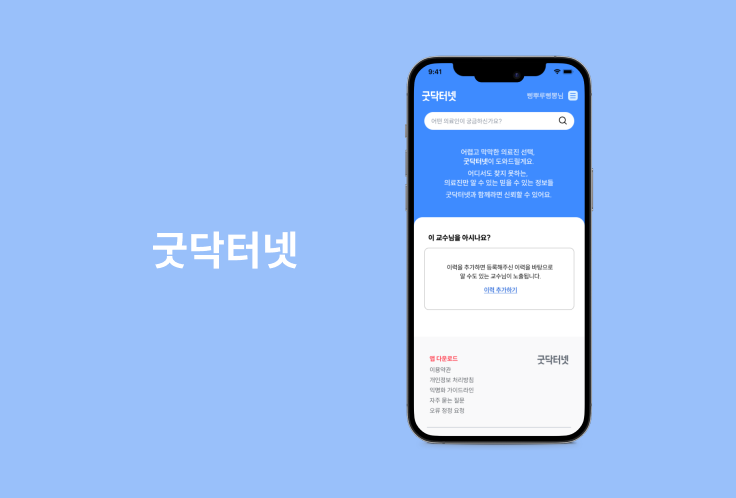 굿닥터넷
9:41
굿닥터넷
빵뿌루빵뿡님
어떤 의료인이 궁금하신가요?
어렵고 막막한 의료진 선택,
굿닥터넷이 도와드릴게요.
어디서도 찾지 못하는,
의료진만 알 수 있는 믿을 수 있는 정보들
굿닥터넷과 함께라면 신뢰할 수 있어요.
이 교수님을 아시나요?
이력을 추가하면 등록해주신 이력을 바탕으로
알 수도 있는 교수님이 노출됩니다.
이력 추가하기
앱 다운로드
굿닥터넷
이용약관
개인정보 처리방침
익명화 가이드라인
자주 묻는 질문
오류 정정 요청